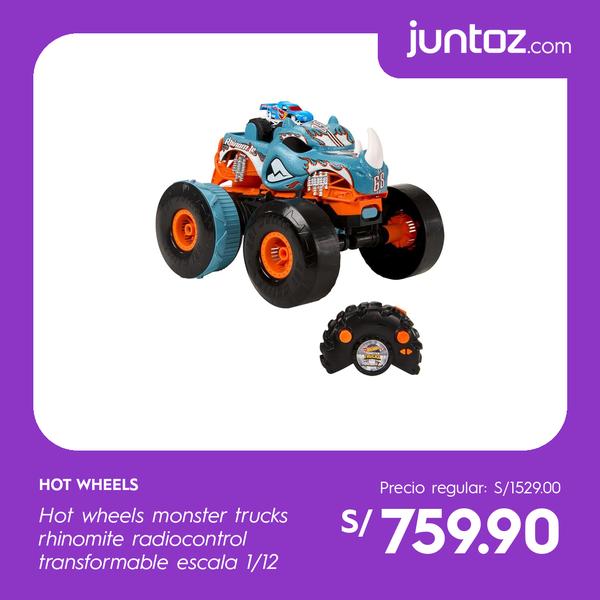 juntoz.com
66
HOT WHEELS
Hot wheels monster trucks
rhinomite radiocontrol
transformable escala 1/12
Precio regular: S/1529.00
S/759.90